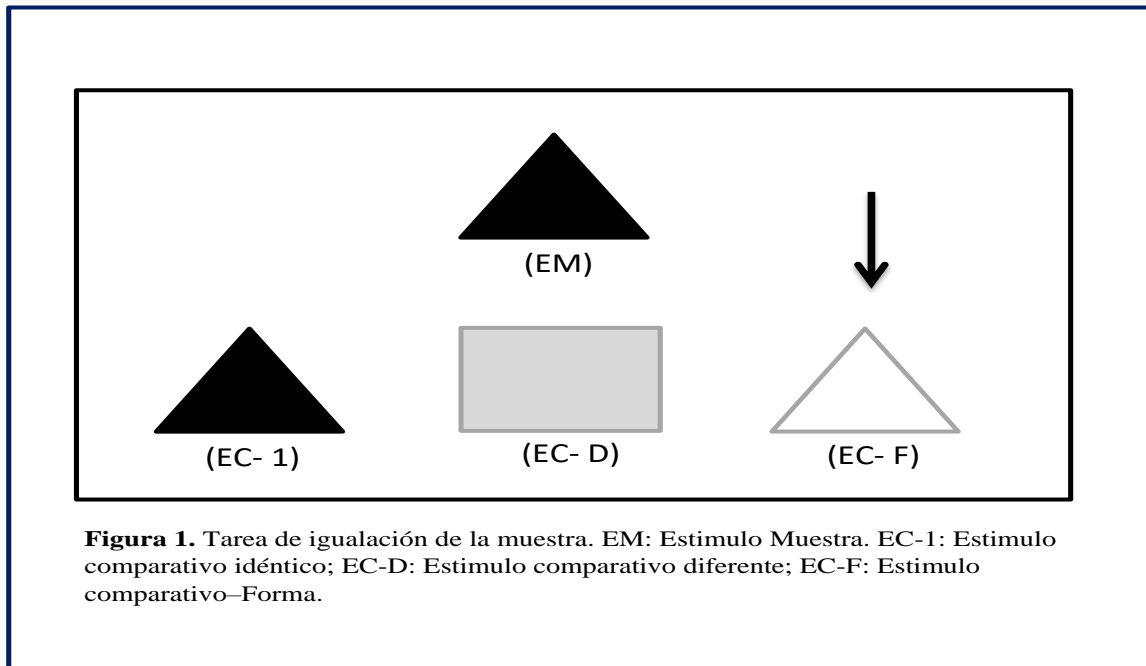 (EM)
(EC- 1)
(EC- D)
(EC- F)
Figura 1. Tarea de igualación de la muestra. EM: Estimulo Muestra. EC-1: Estimulo
comparativo idéntico; EC-D: Estimulo comparativo diferente; EC-F: Estimulo
comparativo–Forma.